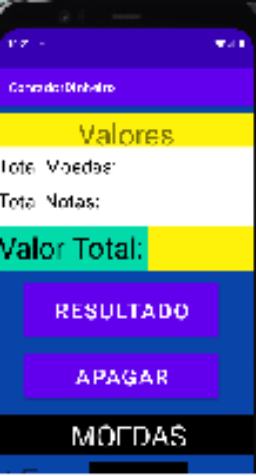 ContadorDinheiro
Valores
Total Moedas:
Total Notas:
Valor Total:
RESULTADO
APAGAR
MOEDAS